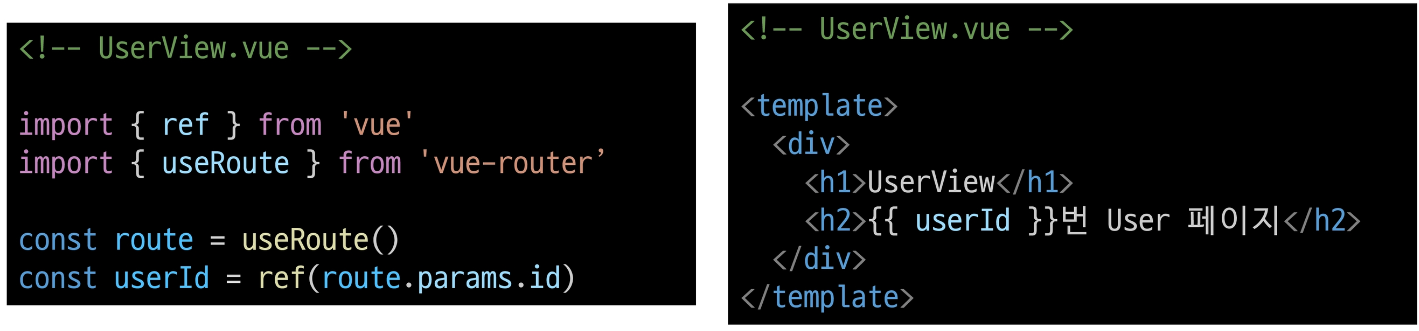 <!-- UserView.vue -->
import { ref } from 'vue'
import { useRoute } from 'vue-router’
const route = useRoute()
const userId = ref(route.params.id)
<!-- UserView.vue -->
<template>
<div>
<h1>UserView</h1>
<h2>{{ userId }}번 User 페이지</h2>
</div>
</template>